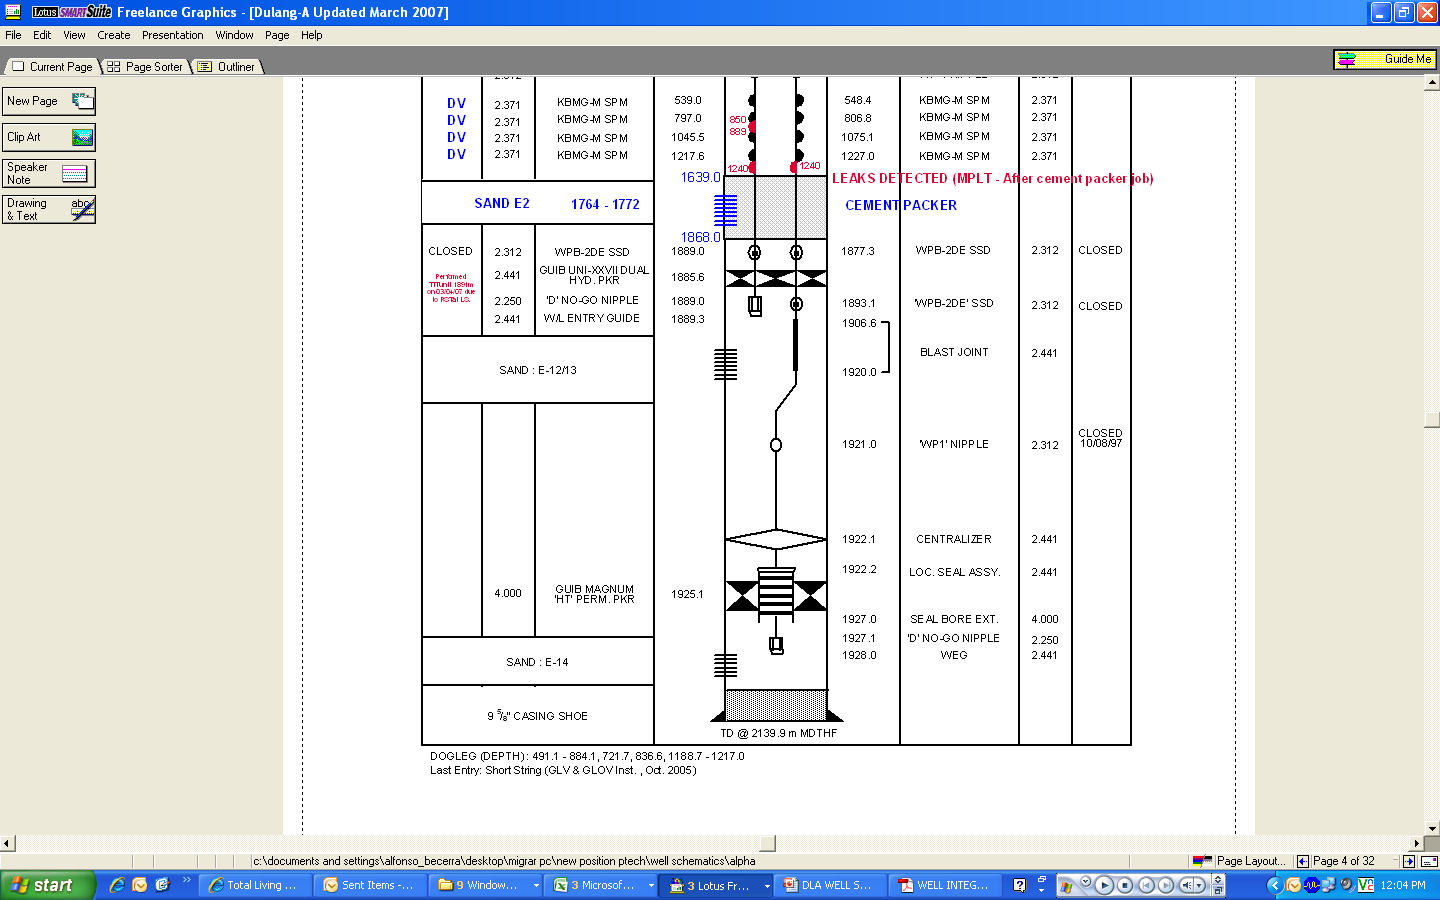 Lotus SMARTSuite Freelance Graphics - [Dulang-A Updated March 2007]
File Edit View Create Presentation Window Page Help
Current Page Page Sorter Outliner Guide Me
New Page
Clip Art
Speaker
Note
Drawing
& Text
abc
DV 2.371 KBMG-M SPM 539.0 548.4 KBMG-M SPM 2.371
DV 2.371 KBMG-M SPM 797.0 850 806.8 KBMG-M SPM 2.371
889
DV 2.371 KBMG-M SPM 1045.5 1075.1 KBMG-M SPM 2.371
DV 2.371 KBMG-M SPM 1217.6 1227.0 KBMG-M SPM 2.371
1240 1240
1639.0 LEAKS DETECTED (MPLT - After cement packer job)
SAND E2 1764 - 1772 CEMENT PACKER
1868.0
CLOSED 2.312 WPB-2DE SSD 1889.0 1877.3 WPB-2DE SSD 2.312 CLOSED
2.441 GUIB UNI-XXVII DUAL
HYD. PKR 1885.6
on 03/04/07 due
2.250 'D' NO-GO NIPPLE 1889.0 1893.1 'WPB-2DE' SSD 2.312 CLOSED
2.441 W/L ENTRY GUIDE 1889.3
1906.6
BLAST JOINT 2.441
SAND : E-12/13 1920.0
1921.0 'WP1' NIPPLE 2.312 CLOSED
10/08/97
1922.1 CENTRALIZER 2.441
1922.2 LOC. SEAL ASSY. 2.441
4.000 GUIB MAGNUM
'HT' PERM. PKR 1925.1
1927.0 SEAL BORE EXT. 4.000
1927.1 'D' NO-GO NIPPLE 2.250
1928.0 WEG 2.441
SAND : E-14
9 5/8" CASING SHOE
TD @ 2139.9 m MDTHF
DOGLEG (DEPTH) : 491.1 - 884.1, 721.7, 836.6, 1188.7 - 1217.0
Last Entry: Short String (GLV & GLOV Inst. , Oct. 2005)
c:\documents and settings\alfonso_becerra\desktop\migrar pc\new position ptech\well schematics\alpha
Page Layout... Page 4 of 32
start Total Living ... Sent Items -... 9 Window... 3 Microsof... 3 Lotus Fr... DLA WELL S... WELL INTEG... 12:04 PM